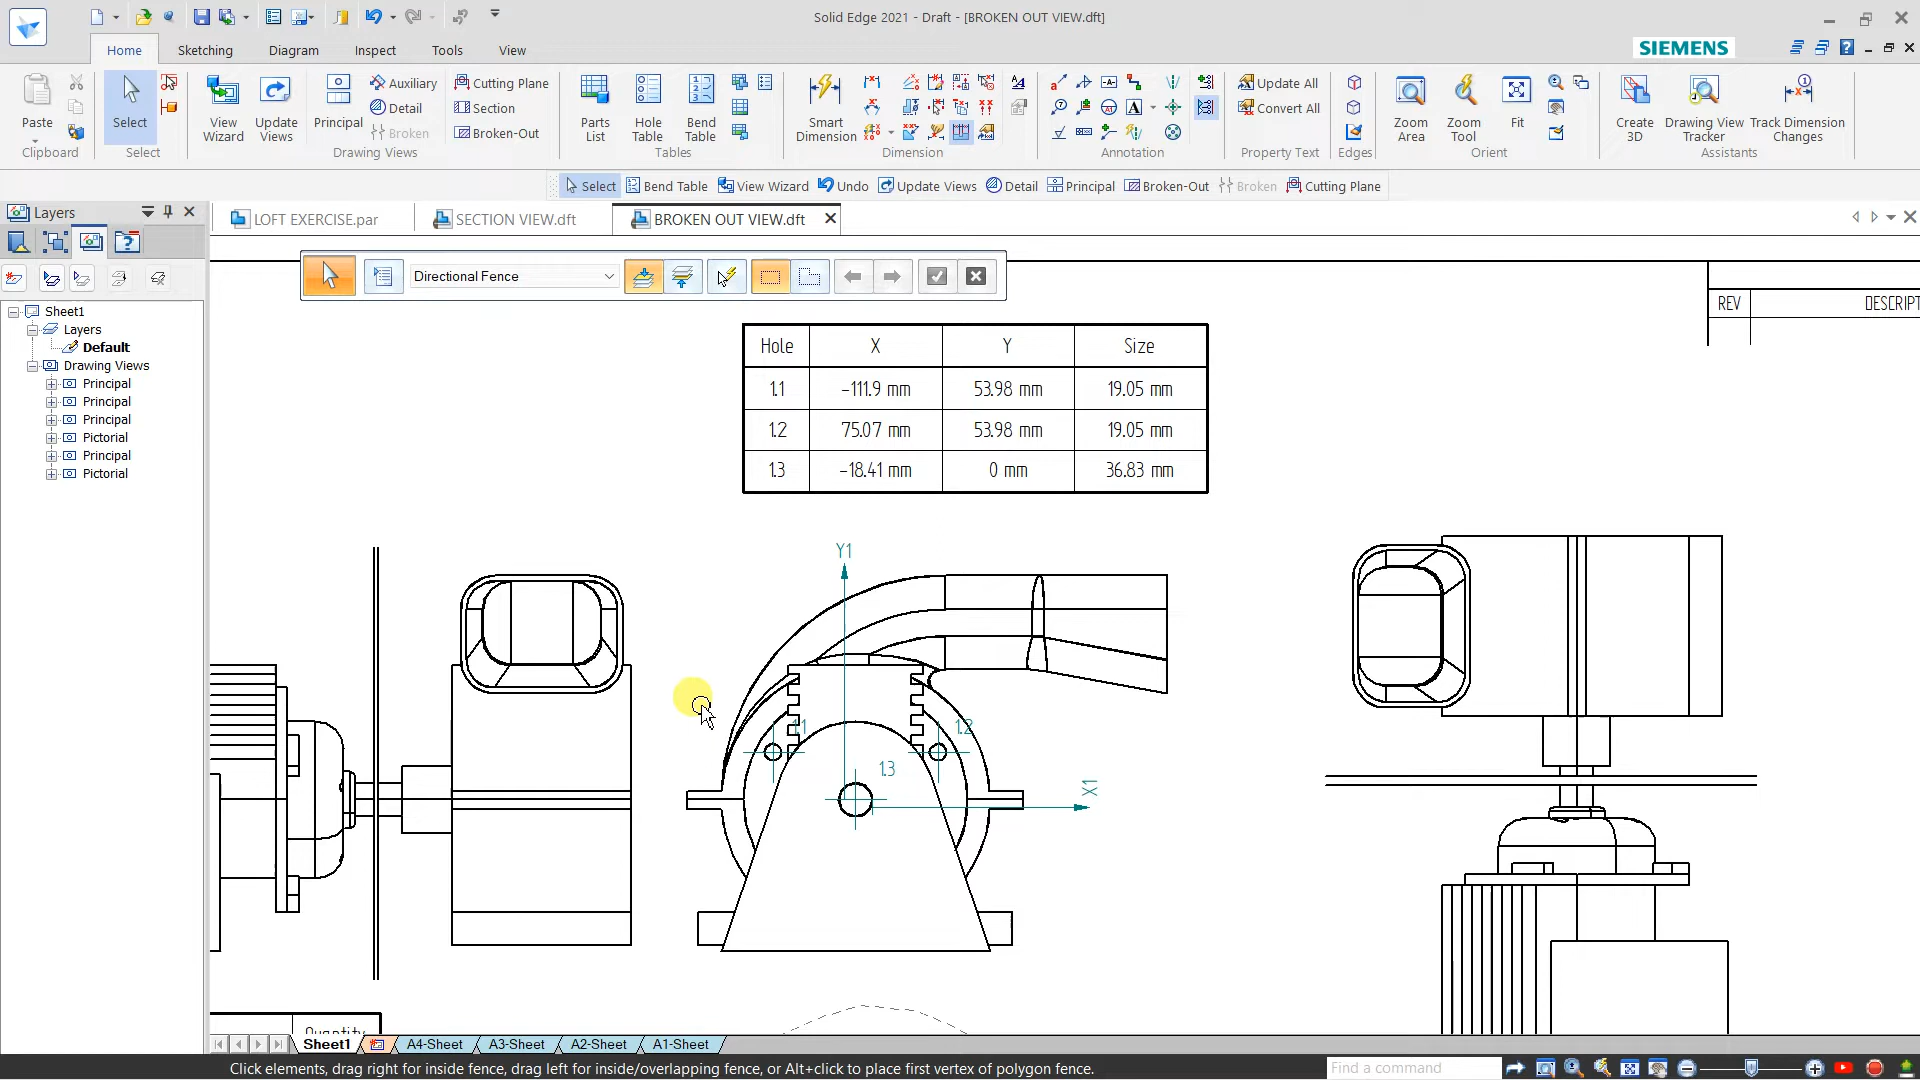 Solid Edge 2021 - Draft - [BROKEN OUT VIEW.dft]
Home
Sketching
Diagram
Inspect
Tools
View
SIEMENS
Paste
Clipboard
Select
Select
View Wizard
Update Views
Principal
Auxiliary
Detail
Broken
Cutting Plane
Section
Broken-Out
Drawing Views
Parts List
Hole Table
Bend Table
Tables
Smart Dimension
Dimension
Annotation
Update All
Convert All
Property Text
Edges
Zoom Area
Zoom Tool
Fit
Orient
Create 3D
Drawing View Tracker
Track Dimension Changes
Assistants
Select
Bend Table
View Wizard
Undo
Update Views
Detail
Principal
Broken-Out
Broken
Cutting Plane
Layers
LOFT EXERCISE.par
SECTION VIEW.dft
BROKEN OUT VIEW.dft
Directional Fence
Sheet1
Layers
Default
Drawing Views
Principal
Principal
Principal
Pictorial
Principal
Pictorial
REV
DESCRIPT
Hole X Y Size
1.1 -111.9 mm 53.98 mm 19.05 mm
1.2 75.07 mm 53.98 mm 19.05 mm
1.3 -18.41 mm 0 mm 36.83 mm
Y1
1.1
1.2
1.3
X1
Quantity
Sheet1
A4-Sheet
A3-Sheet
A2-Sheet
A1-Sheet
Click elements, drag right for inside fence, drag left for inside/overlapping fence, or Alt+click to place first vertex of polygon fence.
Find a command